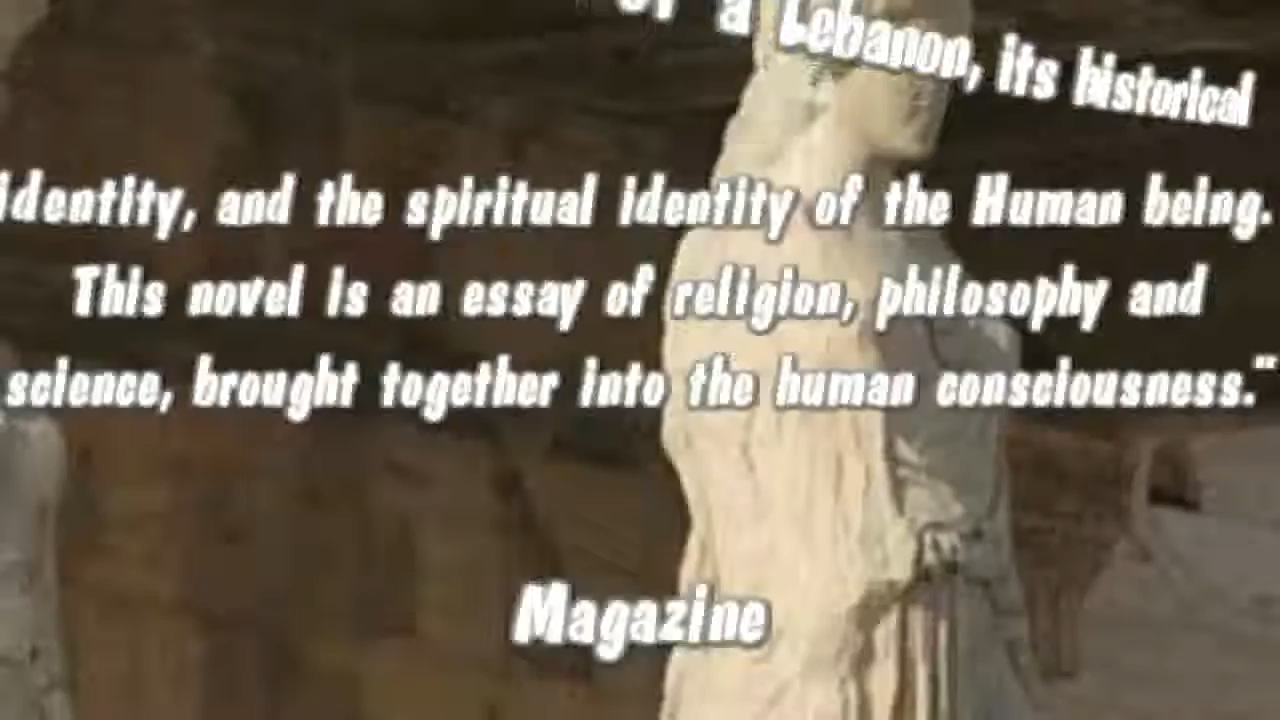 of a Lebanon, its historical
identity, and the spiritual identity of the Human being.
This novel is an essay of religion, philosophy and
science, brought together into the human consciousness."
Magazine